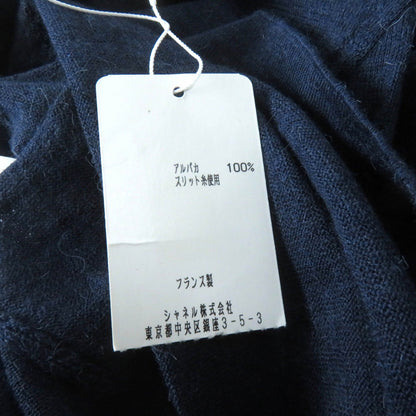 アルパカ 100%
スリット糸使用
フランス製
シャネル株式会社
東京都中央区銀座3-5-3